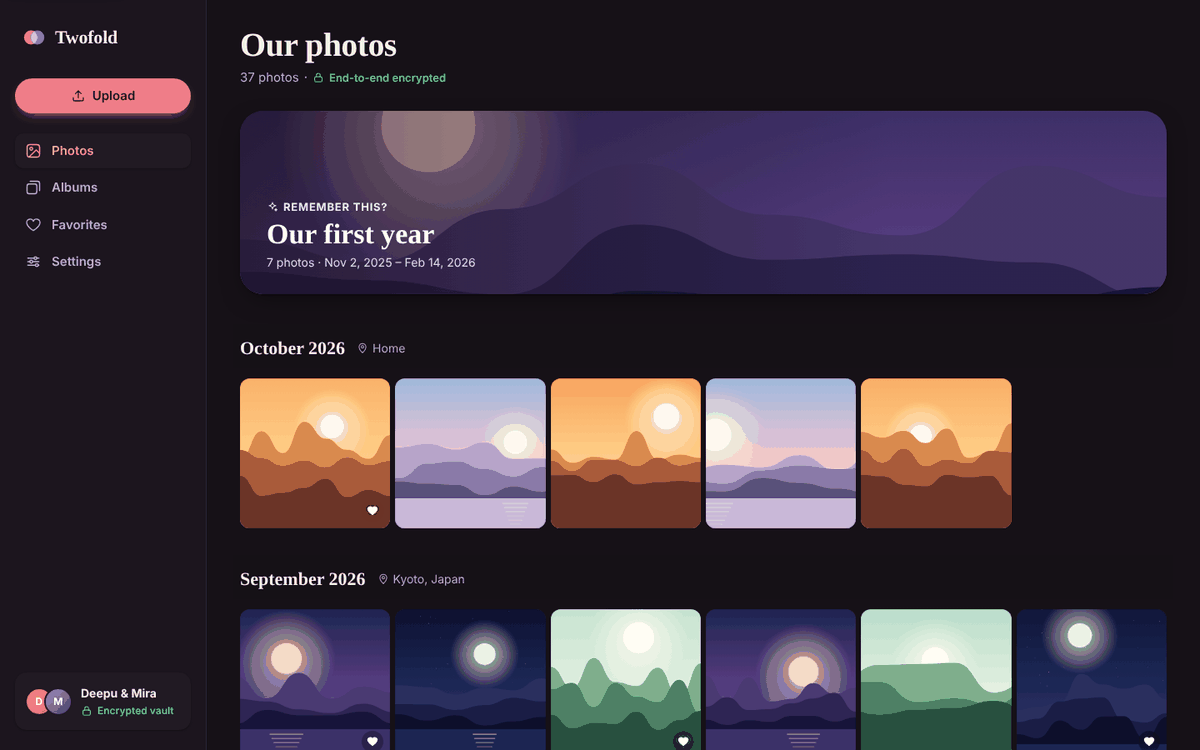 Twofold
Upload
Photos
Albums
Favorites
Settings
D M
Deepu & Mira
Encrypted vault
Our photos
37 photos · End-to-end encrypted
REMEMBER THIS?
Our first year
7 photos · Nov 2, 2025 – Feb 14, 2026
October 2026 Home
September 2026 Kyoto, Japan